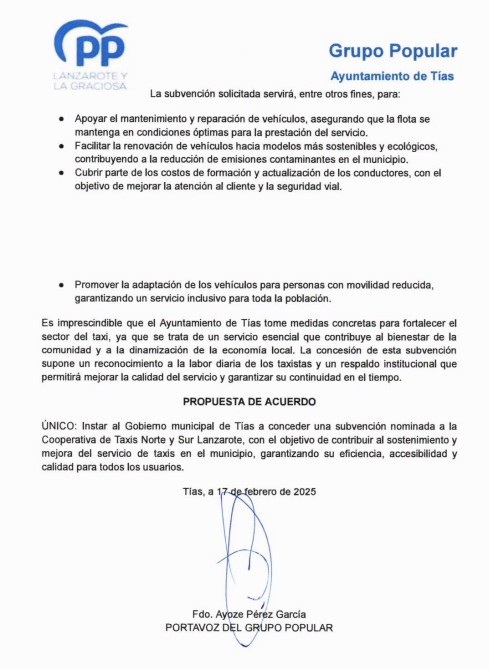 PP
LANZAROTE Y
LA GRACIOSA
Grupo Popular
Ayuntamiento de Tías
La subvención solicitada servirá, entre otros fines, para:
● Apoyar el mantenimiento y reparación de vehículos, asegurando que la flota se
mantenga en condiciones óptimas para la prestación del servicio.
● Facilitar la renovación de vehículos hacia modelos más sostenibles y ecológicos,
contribuyendo a la reducción de emisiones contaminantes en el municipio.
● Cubrir parte de los costos de formación y actualización de los conductores, con el
objetivo de mejorar la atención al cliente y la seguridad vial.
● Promover la adaptación de los vehículos para personas con movilidad reducida,
garantizando un servicio inclusivo para toda la población.
Es imprescindible que el Ayuntamiento de Tías tome medidas concretas para fortalecer el
sector del taxi, ya que se trata de un servicio esencial que contribuye al bienestar de la
comunidad y a la dinamización de la economía local. La concesión de esta subvención
supone un reconocimiento a la labor diaria de los taxistas y un respaldo institucional que
permitirá mejorar la calidad del servicio y garantizar su continuidad en el tiempo.
PROPUESTA DE ACUERDO
ÚNICO: Instar al Gobierno municipal de Tías a conceder una subvención nominada a la
Cooperativa de Taxis Norte y Sur Lanzarote, con el objetivo de contribuir al sostenimiento y
mejora del servicio de taxis en el municipio, garantizando su eficiencia, accesibilidad y
calidad para todos los usuarios.
Tías, a 17 de febrero de 2025
Fdo. Ayoze Pérez García
PORTAVOZ DEL GRUPO POPULAR